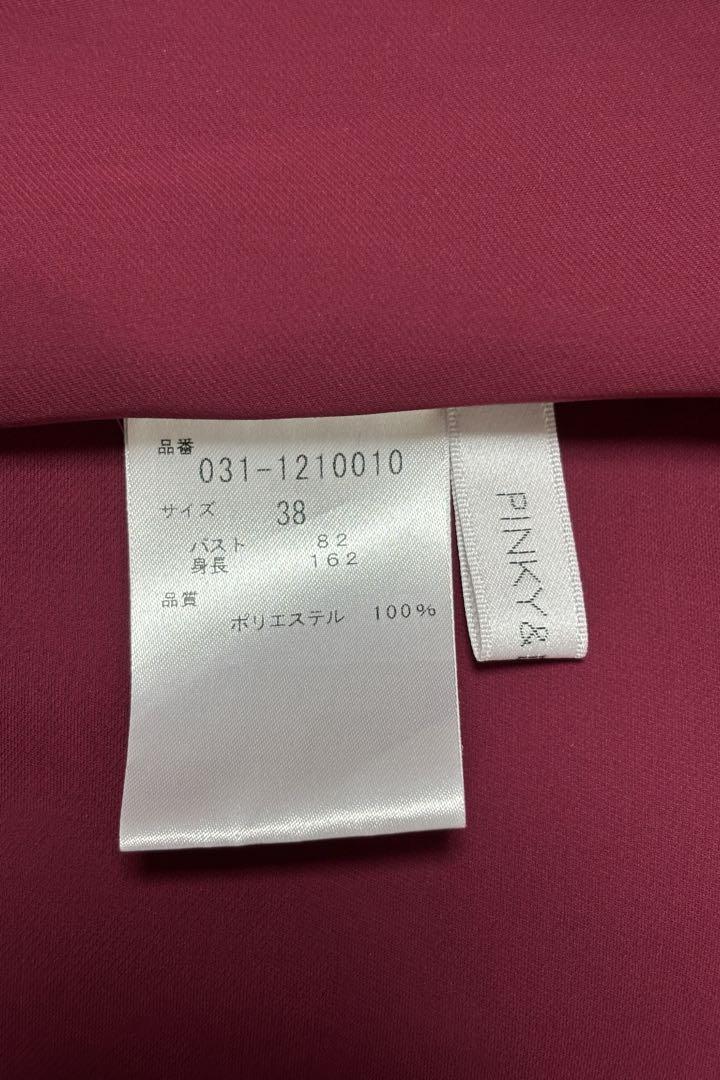 品番
031-1210010
サイズ 38
バスト 82
身長 162
品質
ポリエステル 100%
PINKY&